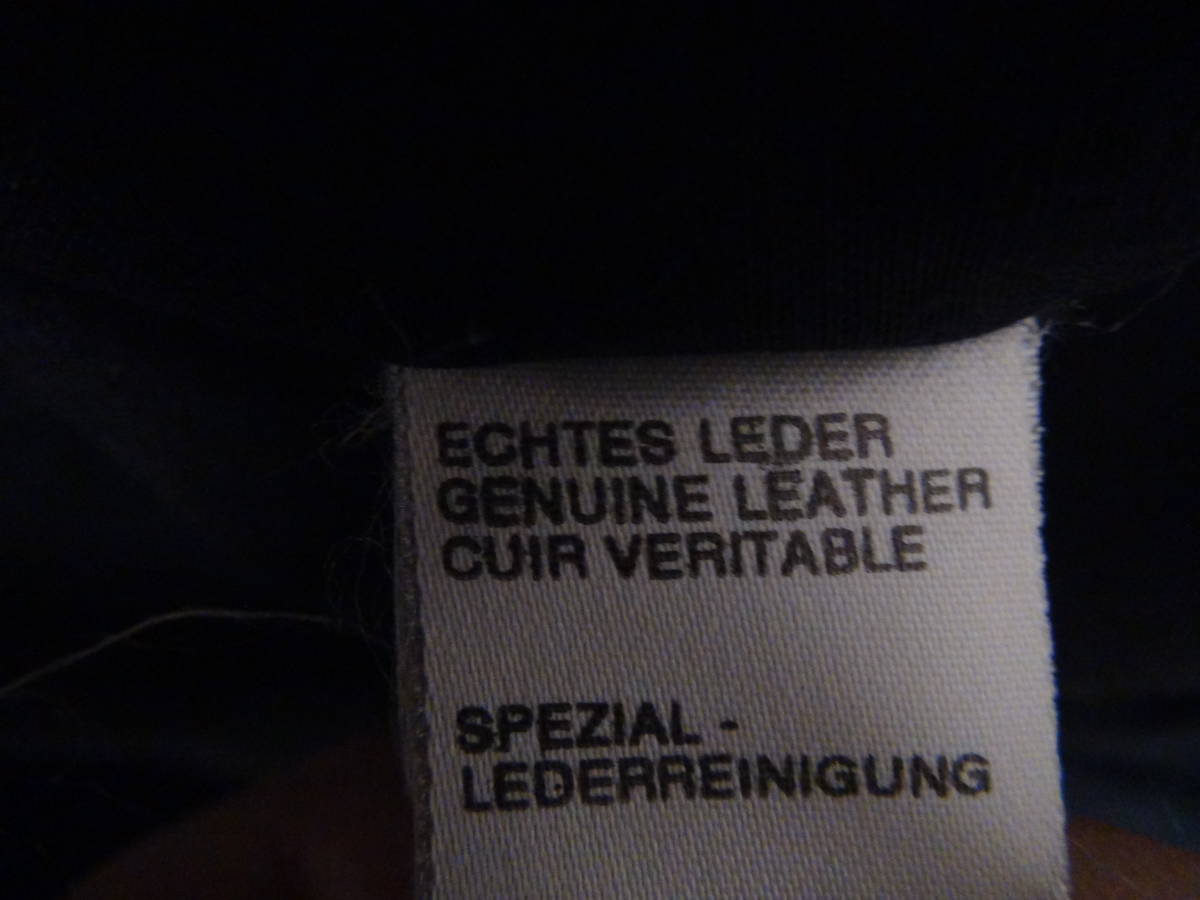 ECHTES LEDER
GENUINE LEATHER
CUIR VERITABLE
SPEZIAL -
LEDERREINIGUNG